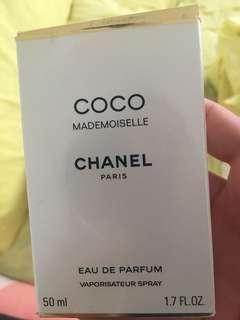 COCO
MADEMOISELLE
CHANEL
PARIS
EAU DE PARFUM
VAPORISATEUR SPRAY
50 ml 1.7 FL.OZ.